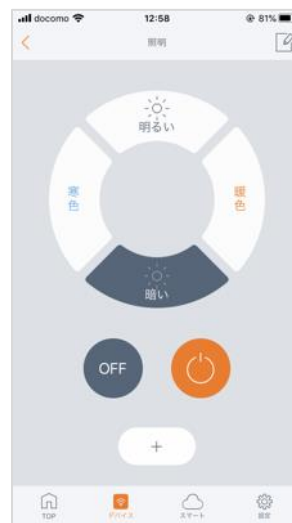 docomo 12:58 81%
照明
明るい
寒色
暖色
暗い
OFF
+
TOP デバイス スマート 設定